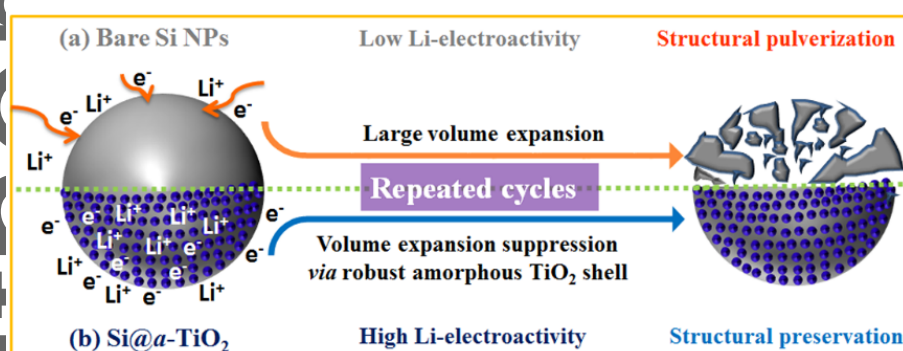 (a) Bare Si NPs
Low Li-electroactivity
Structural pulverization
e⁻
Li⁺
Li⁺
Li⁺
e⁻
e⁻
Li⁺
Large volume expansion
Repeated cycles
e⁻
Li⁺
Li⁺
e⁻
Li⁺
e⁻
Li⁺
Li⁺
e⁻
e⁻
e⁻
Li⁺
e⁻
Li⁺
e⁻
Li⁺
Volume expansion suppression
via robust amorphous TiO₂ shell
(b) Si@a-TiO₂
High Li-electroactivity
Structural preservation